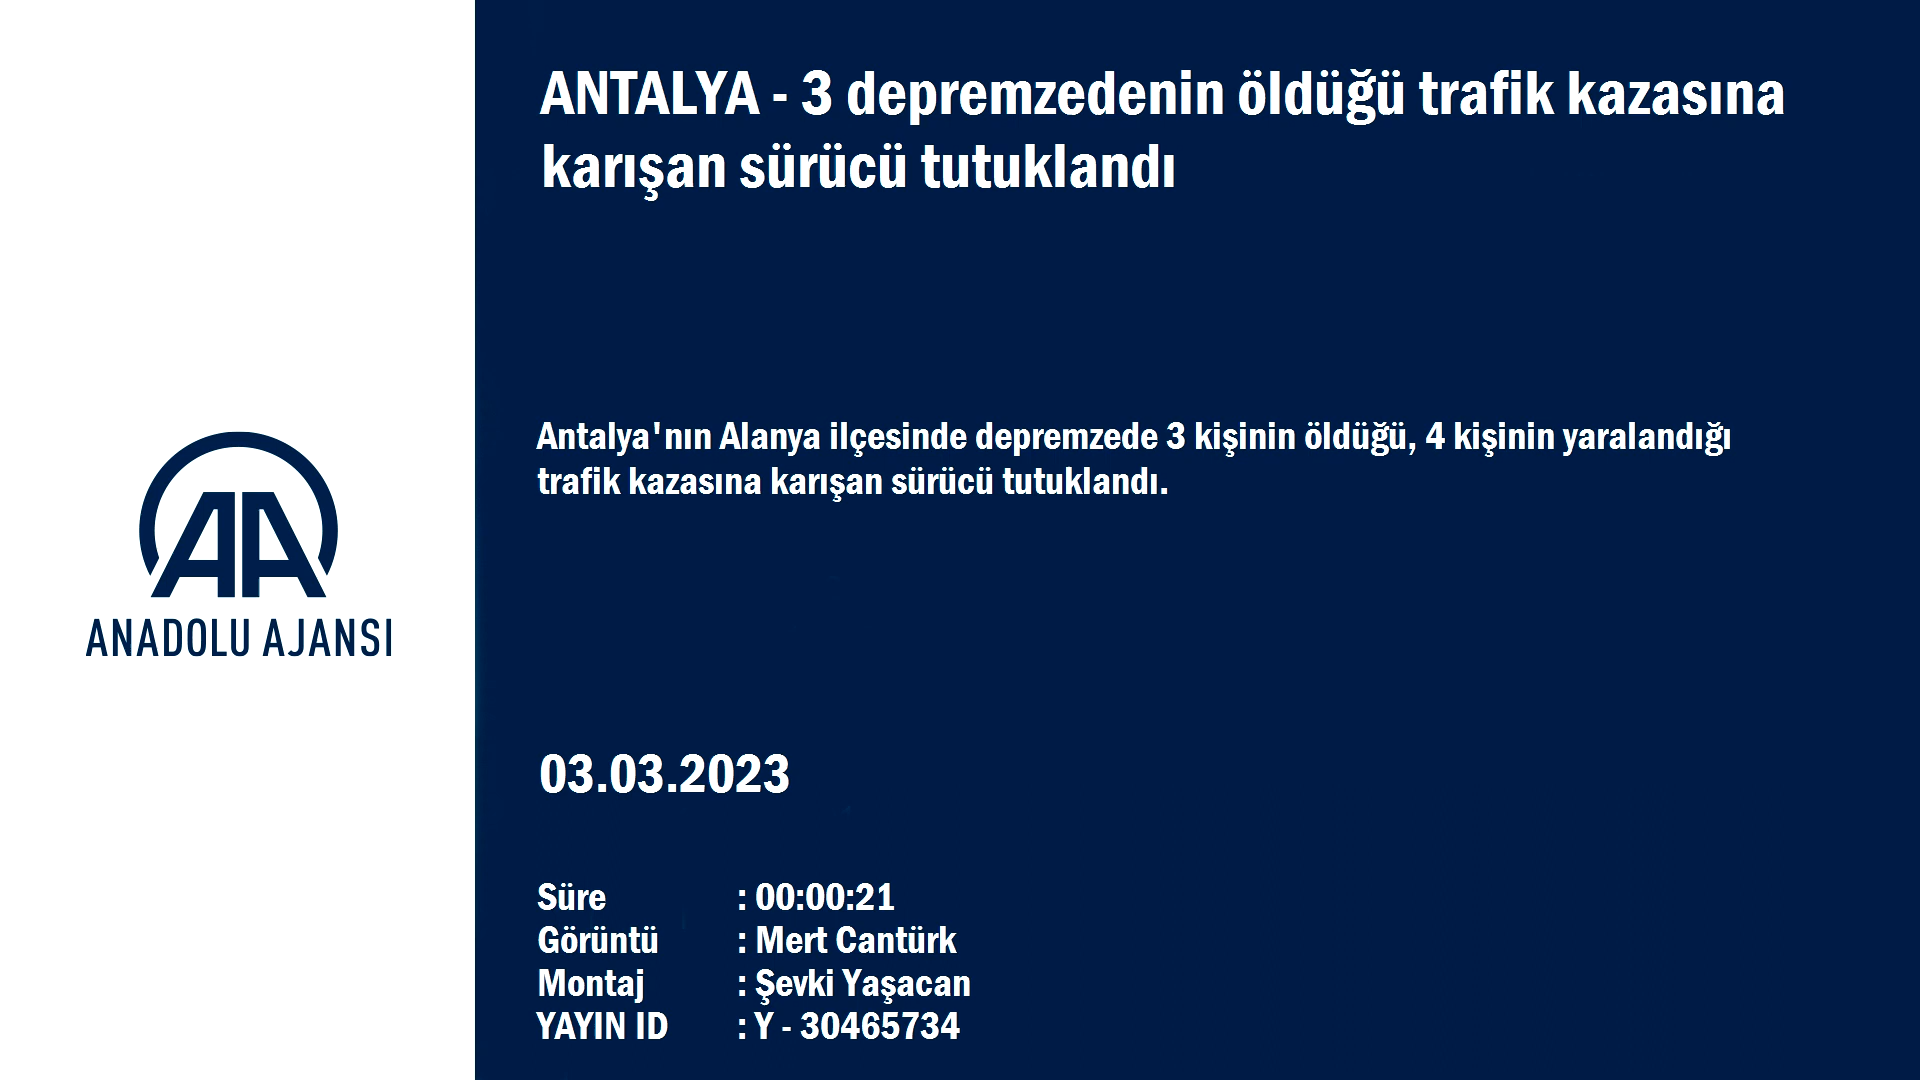 ANTALYA - 3 depremzedenin öldüğü trafik kazasına
karışan sürücü tutuklandı
Antalya'nın Alanya ilçesinde depremzede 3 kişinin öldüğü, 4 kişinin yaralandığı
trafik kazasına karışan sürücü tutuklandı.
AA
ANADOLU AJANSI
03.03.2023
Süre : 00:00:21
Görüntü : Mert Cantürk
Montaj : Şevki Yaşacan
YAYIN ID : Y - 30465734